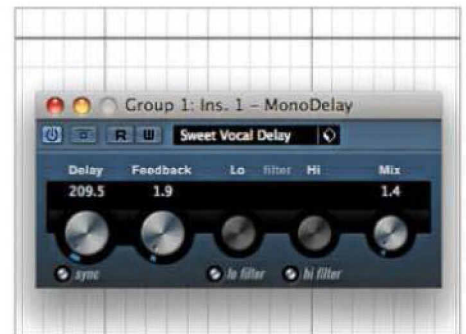 Group 1: Ins. 1 - MonoDelay
R W Sweet Vocal Delay
Delay Feedback Lo filter Hi Mix
209.5 1.9 1.4
sync lo filter hi filter